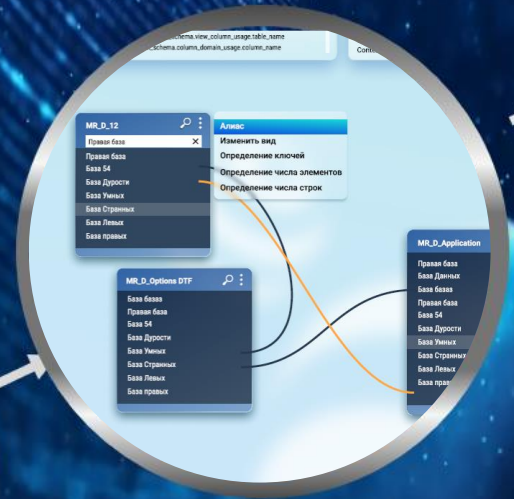 schema.view_column_usage.table_name
schema.column_domain_usage.column_name
MR_D_12
Правая база
Правая база
База 54
База Дурости
База Умных
База Странных
База Левых
База правых
Алиас
Изменить вид
Определение ключей
Определение числа элементов
Определение числа строк
MR_D_Options DTF
База базаз
Правая база
База 54
База Дурости
База Умных
База Странных
База Левых
База правых
MR_D_Application
Правая база
База Данных
База базаз
Правая база
База 54
База Дурости
База Умных
База Странных
База Левых
База